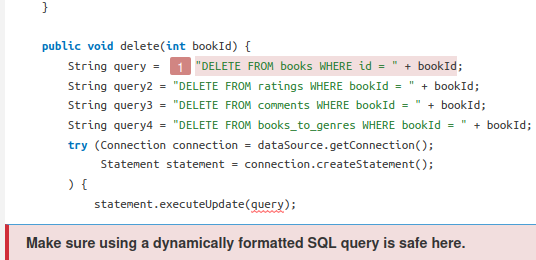 }
public void delete(int bookId) {
String query = 1 "DELETE FROM books WHERE id = " + bookId;
String query2 = "DELETE FROM ratings WHERE bookId = " + bookId;
String query3 = "DELETE FROM comments WHERE bookId = " + bookId;
String query4 = "DELETE FROM books_to_genres WHERE bookId = " + bookId;
try (Connection connection = dataSource.getConnection();
Statement statement = connection.createStatement();
) {
statement.executeUpdate(query);
Make sure using a dynamically formatted SQL query is safe here.